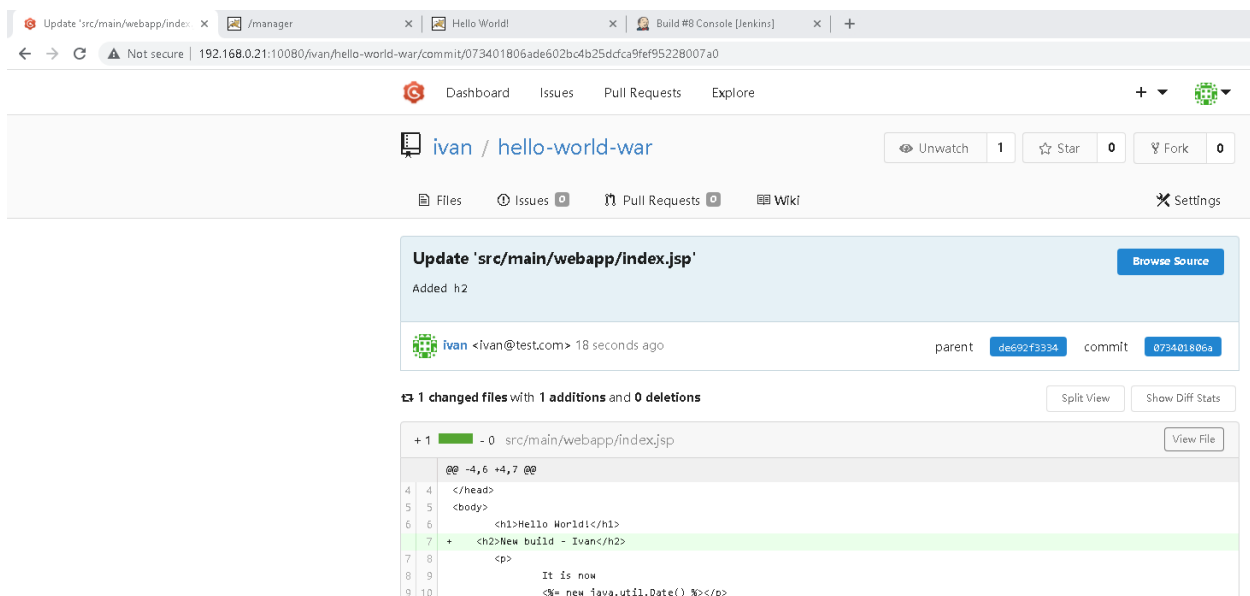 Update 'src/main/webapp/index
/manager
Hello World!
Build #8 Console [Jenkins]
Not secure
192.168.0.21:10080/ivan/hello-world-war/commit/073401806ade602bc4b25dcfca9fef95228007a0
Dashboard Issues Pull Requests Explore
ivan / hello-world-war
Unwatch 1 Star 0 Fork 0
Files Issues 0 Pull Requests 0 Wiki Settings
Update 'src/main/webapp/index.jsp'
Browse Source
Added h2
ivan <ivan@test.com> 18 seconds ago
parent de692f3334 commit 073401806a
1 changed files with 1 additions and 0 deletions
Split View Show Diff Stats
+ 1 - 0 src/main/webapp/index.jsp
View File
@@ -4,6 +4,7 @@
4 4 </head>
5 5 <body>
6 6 <h1>Hello World!</h1>
7 + <h2>New build - Ivan</h2>
7 8 <p>
8 9 It is now
9 10 <%= new java.util.Date() %></p>